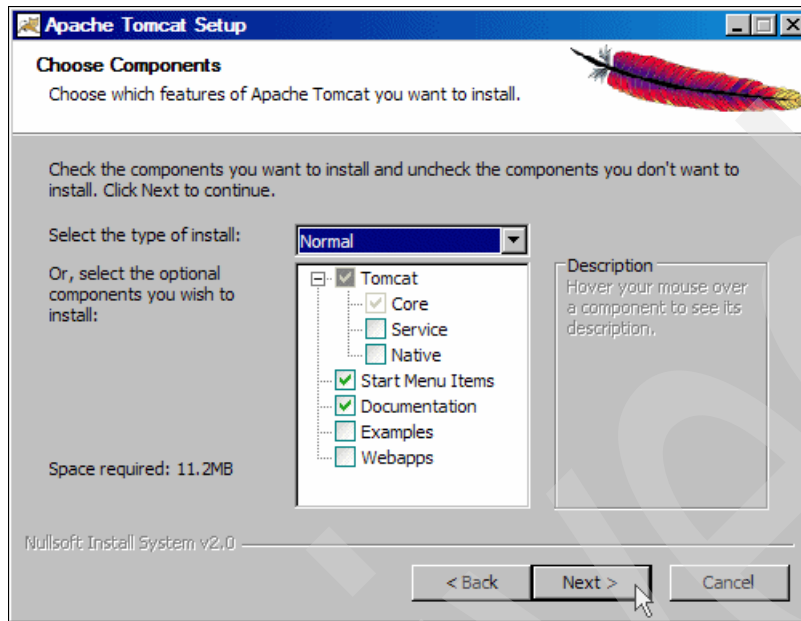 Apache Tomcat Setup
Choose Components
Choose which features of Apache Tomcat you want to install.
Check the components you want to install and uncheck the components you don't want to
install. Click Next to continue.
Select the type of install:
Normal
Or, select the optional
components you wish to
install:
Tomcat
Core
Service
Native
Start Menu Items
Documentation
Examples
Webapps
Description
Hover your mouse over
a component to see its
description.
Space required: 11.2MB
Nullsoft Install System v2.0
< Back
Next >
Cancel